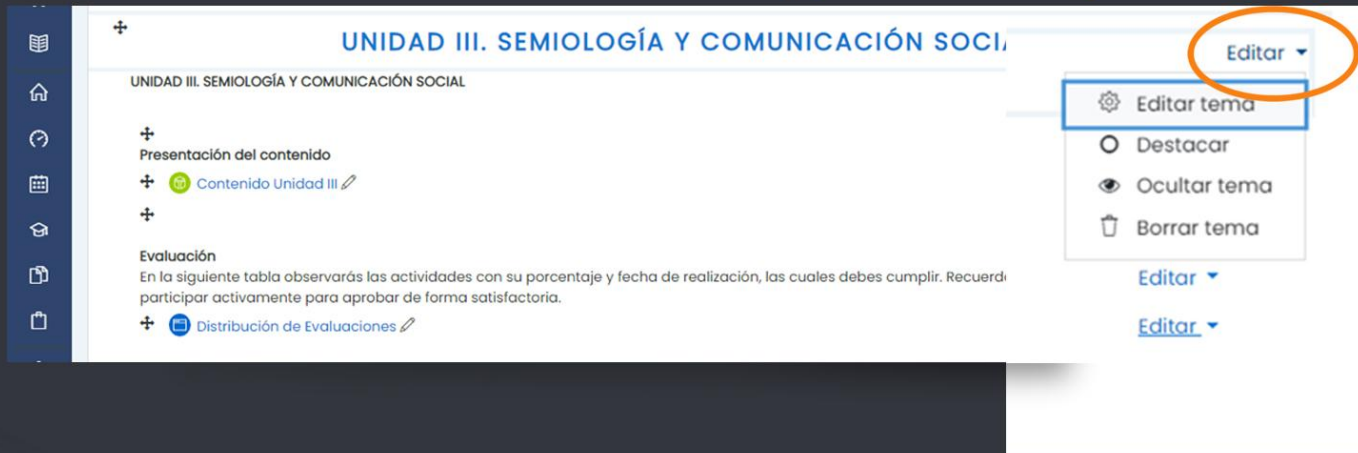 UNIDAD III. SEMIOLOGÍA Y COMUNICACIÓN
Editar
UNIDAD III. SEMIOLOGÍA Y COMUNICACIÓN SOCIAL
Editar tema
Destacar
Presentación del contenido
Contenido Unidad III
Ocultar tema
Borrar tema
Evaluación
En la siguiente tabla observarás las actividades con su porcentaje y fecha de realización, las cuales debes cumplir.
Editar
participar activamente para aprobar de forma satisfactoria.
Distribución de Evaluaciones
Editar